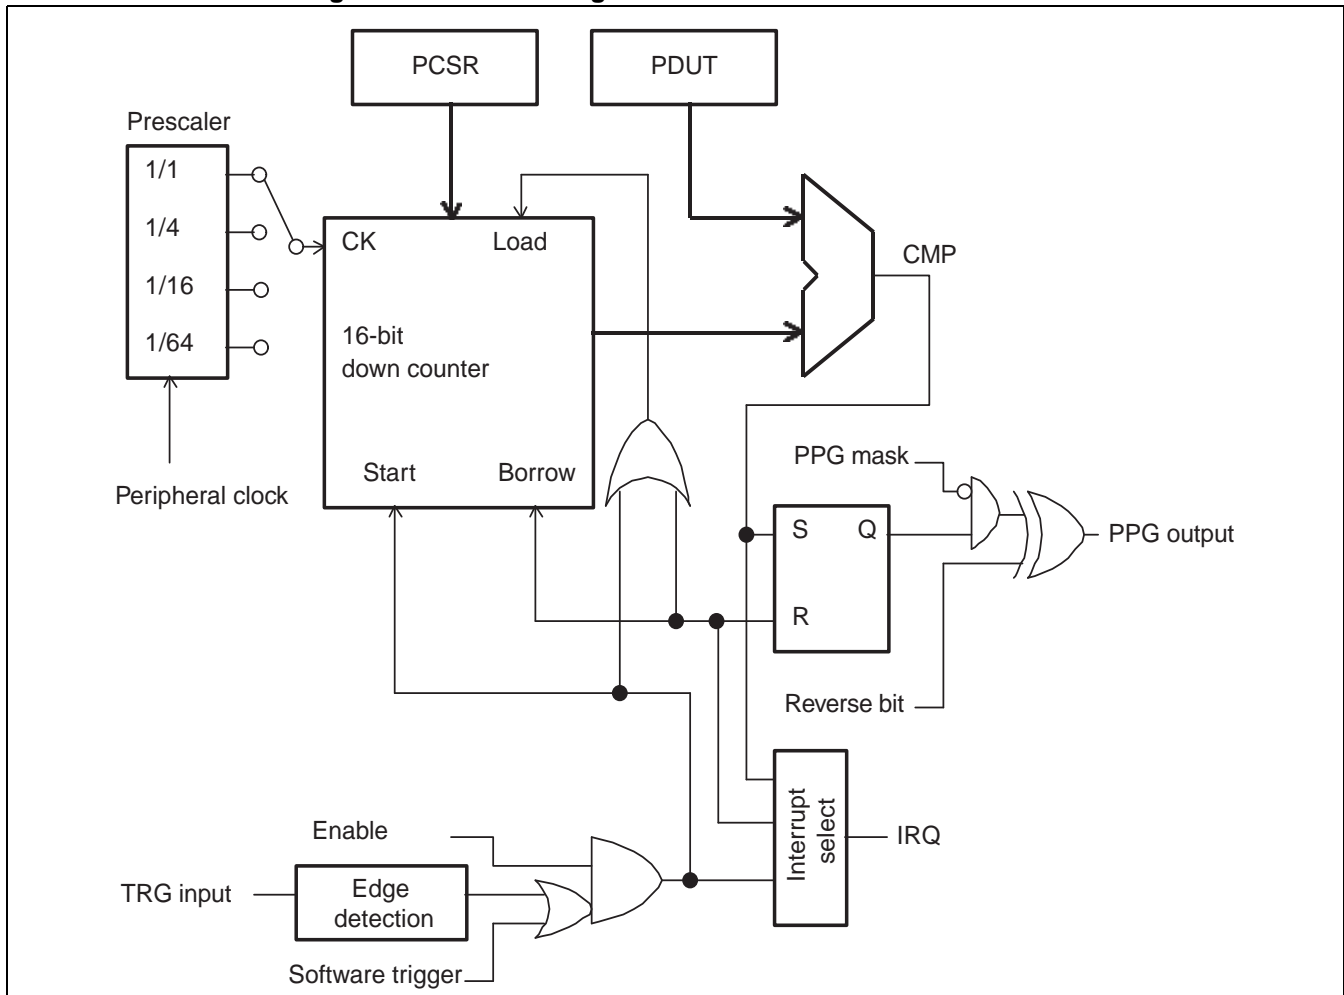 PCSR
PDUT
Prescaler
1/1
1/4
1/16
1/64
CK
Load
CMP
16-bit
down counter
Start
Borrow
Peripheral clock
PPG mask
S
Q
R
PPG output
Reverse bit
Interrupt
select
IRQ
Enable
TRG input
Edge
detection
Software trigger